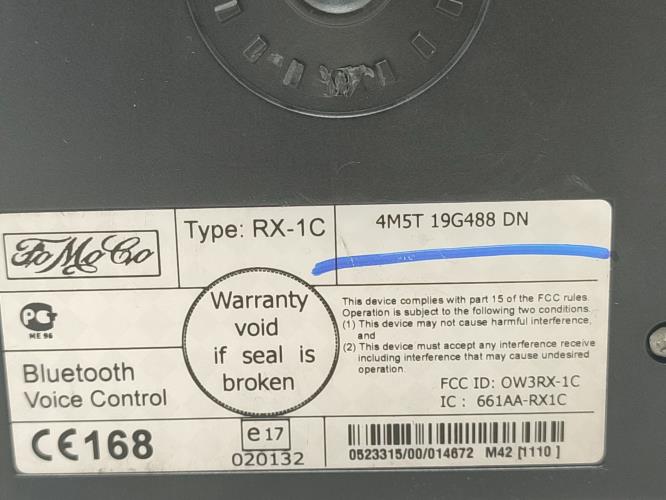 FoMoCo
Type: RX-1C
4M5T 19G488 DN
PG
ME 96
Bluetooth
Voice Control
CE168
Warranty
void
if seal is
broken
e 17
020132
This device complies with part 15 of the FCC rules.
Operation is subject to the following two conditions.
(1) This device may not cause harmful interference,
and
(2) This device must accept any interference receive
including interference that may cause undesired
operation.
FCC ID: OW3RX-1C
IC : 661AA-RX1C
0523315/00/014672 M42 [1110 ]